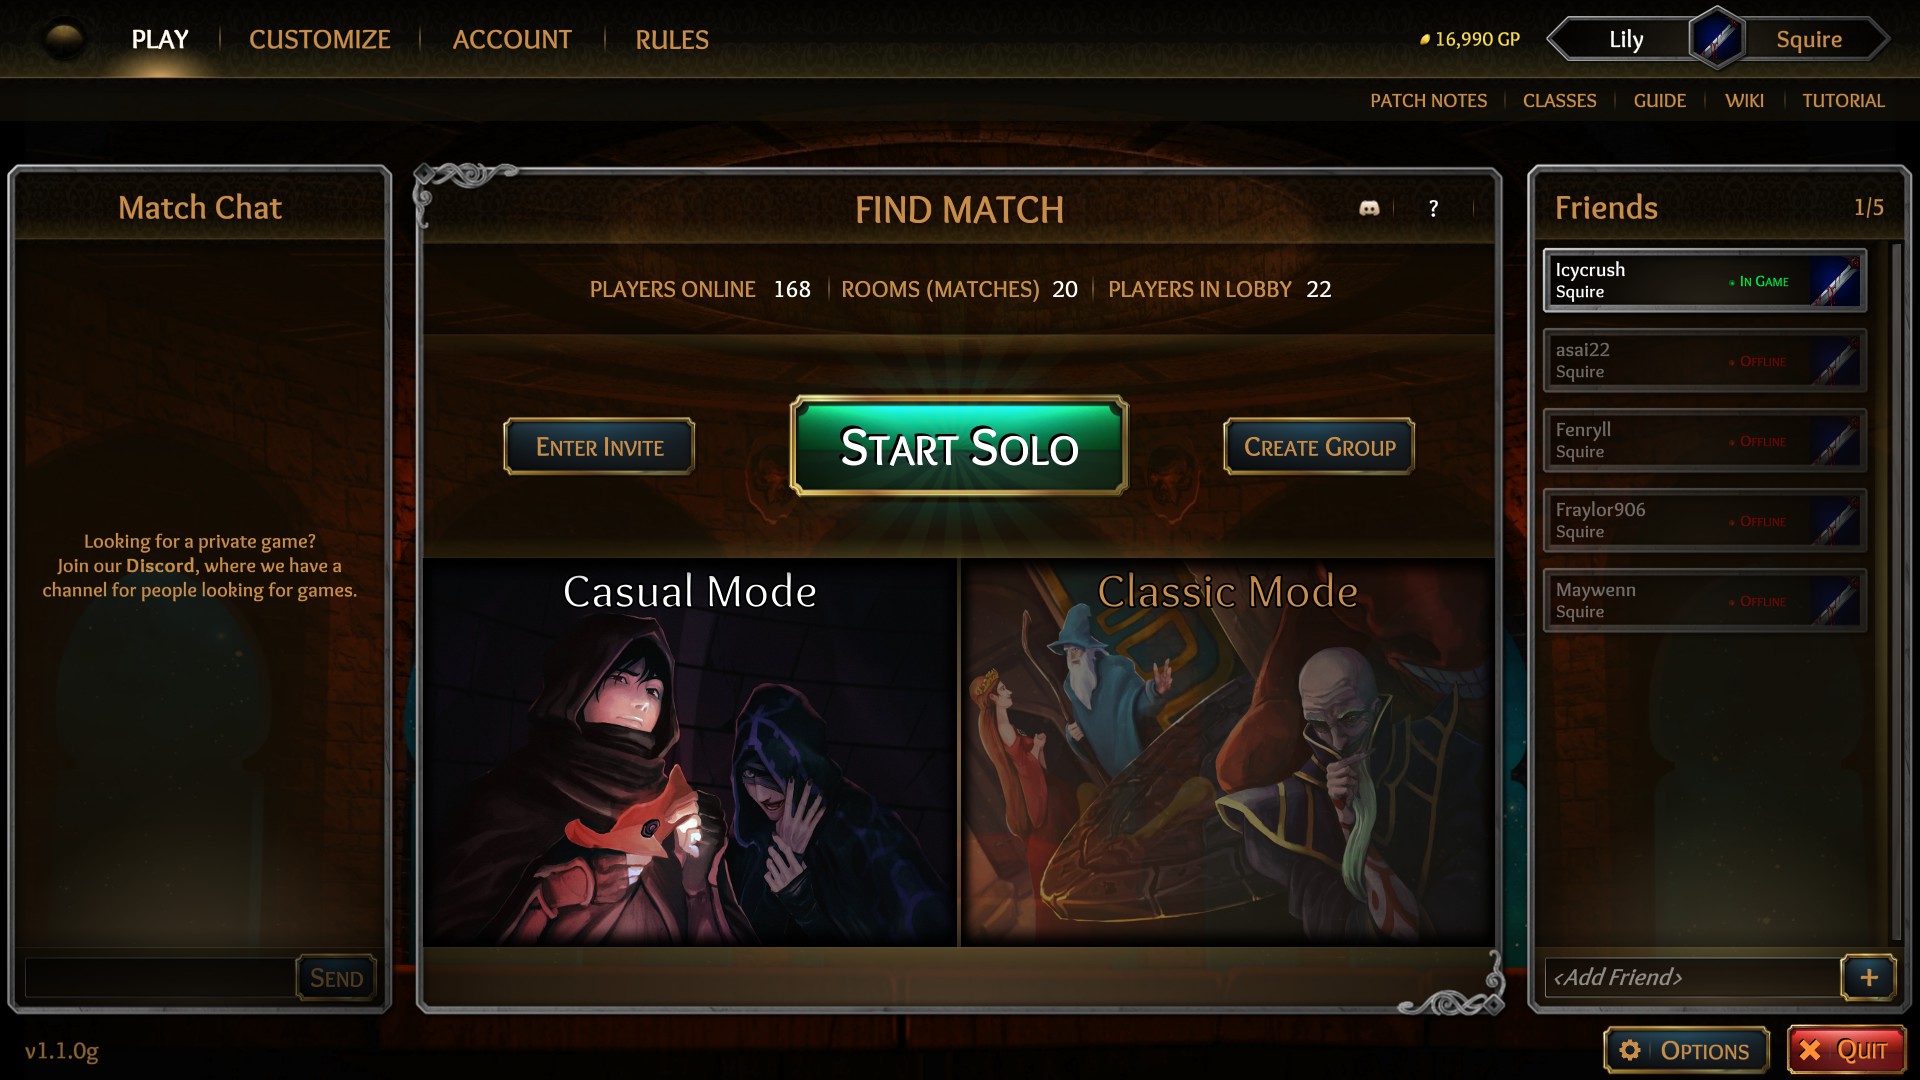 PLAY
CUSTOMIZE
ACCOUNT
RULES
16,990 GP
Lily
Squire
PATCH NOTES
CLASSES
GUIDE
WIKI
TUTORIAL
Match Chat
Looking for a private game?
Join our Discord, where we have a
channel for people looking for games.
SEND
FIND MATCH
?
PLAYERS ONLINE 168
ROOMS (MATCHES) 20
PLAYERS IN LOBBY 22
ENTER INVITE
START SOLO
CREATE GROUP
Casual Mode
Classic Mode
Friends
1/5
Icycrush
Squire
IN GAME
asai22
Squire
OFFLINE
Fenryll
Squire
OFFLINE
Fraylor906
Squire
OFFLINE
Maywenn
Squire
OFFLINE
<Add Friend>
+
v1.1.0g
OPTIONS
QUIT